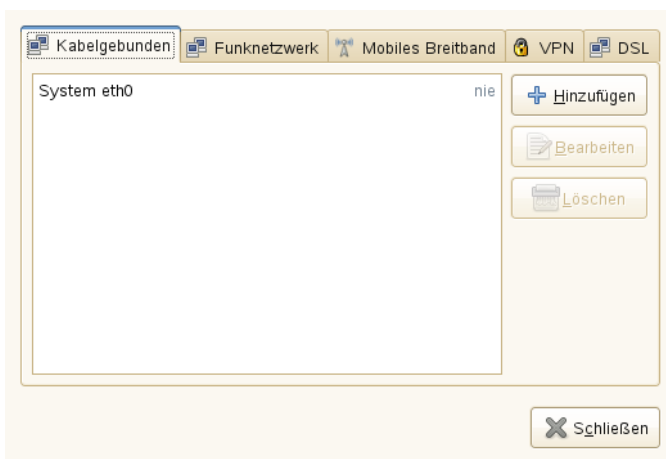 Kabelgebunden Funknetzwerk Mobiles Breitband VPN DSL
System eth0 nie
Hinzufügen
Bearbeiten
Löschen
Schließen